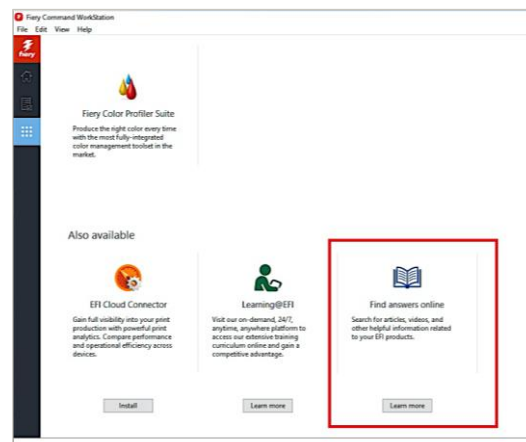 Fiery Command WorkStation
File Edit View Help
fiery
Fiery Color Profiler Suite
Produce the right color every time
with the most fully-integrated
color management toolset in the
market.
Also available
EFI Cloud Connector
Gain full visibility into your print
production with powerful print
analytics. Compare performance
and operational efficiency across
devices.
Install
Learning@EFI
Visit our on-demand, 24/7,
anytime, anywhere platform to
access our extensive training
curriculum online and gain a
competitive advantage.
Learn more
Find answers online
Search for articles, videos, and
other helpful information related
to your EFI products.
Learn more